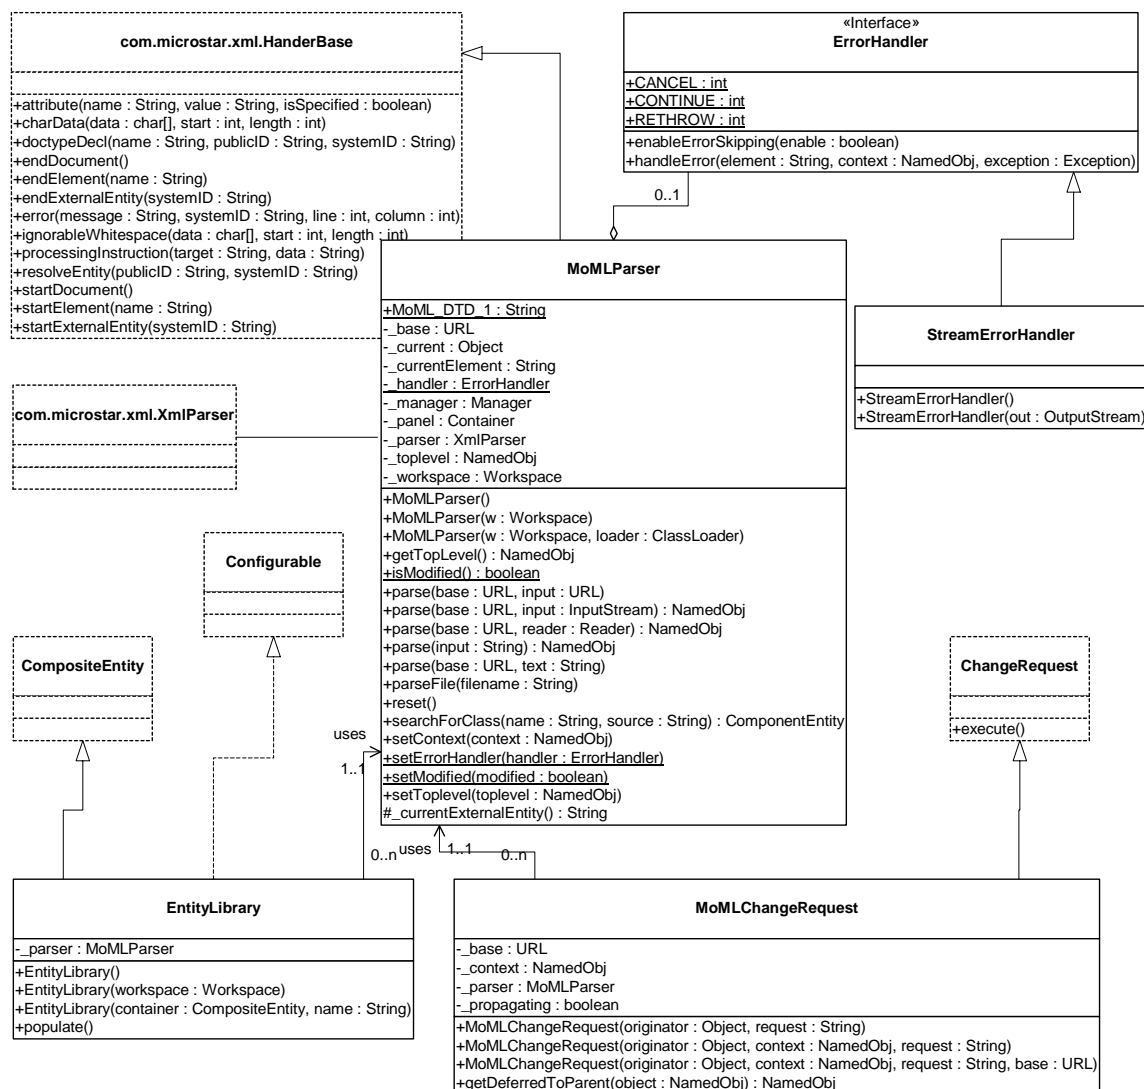 com.microstar.xml.HanderBase
+attribute(name : String, value : String, isSpecified : boolean)
+charData(data : char[], start : int, length : int)
+doctypeDecl(name : String, publicID : String, systemID : String)
+endDocument()
+endElement(name : String)
+endExternalEntity(systemID : String)
+error(message : String, systemID : String, line : int, column : int)
+ignorableWhitespace(data : char[], start : int, length : int)
+processingInstruction(target : String, data : String)
+resolveEntity(publicID : String, systemID : String)
+startDocument()
+startElement(name : String)
+startExternalEntity(systemID : String)
«Interface»
ErrorHandler
+CANCEL : int
+CONTINUE : int
+RETHROW : int
+enableErrorSkipping(enable : boolean)
+handleError(element : String, context : NamedObj, exception : Exception)
0..1
MoMLParser
+MoML_DTD_1 : String
-_base : URL
-_current : Object
-_currentElement : String
-_handler : ErrorHandler
-_manager : Manager
-_panel : Container
-_parser : XmlParser
-_toplevel : NamedObj
-_workspace : Workspace
+MoMLParser()
+MoMLParser(w : Workspace)
+MoMLParser(w : Workspace, loader : ClassLoader)
+getTopLevel() : NamedObj
+isModified() : boolean
+parse(base : URL, input : URL)
+parse(base : URL, input : InputStream) : NamedObj
+parse(base : URL, reader : Reader) : NamedObj
+parse(input : String) : NamedObj
+parse(base : URL, text : String)
+parseFile(filename : String)
+reset()
+searchForClass(name : String, source : String) : ComponentEntity
+setContext(context : NamedObj)
+setErrorHandler(handler : ErrorHandler)
+setModified(modified : boolean)
+setToplevel(toplevel : NamedObj)
#_currentExternalEntity() : String
StreamErrorHandler
+StreamErrorHandler()
+StreamErrorHandler(out : OutputStream)
com.microstar.xml.XmlParser
Configurable
CompositeEntity
ChangeRequest
+execute()
uses
1..1
0..n
uses
1..1
0..n
EntityLibrary
-_parser : MoMLParser
+EntityLibrary()
+EntityLibrary(workspace : Workspace)
+EntityLibrary(container : CompositeEntity, name : String)
+populate()
MoMLChangeRequest
-_base : URL
-_context : NamedObj
-_parser : MoMLParser
-_propagating : boolean
+MoMLChangeRequest(originator : Object, request : String)
+MoMLChangeRequest(originator : Object, context : NamedObj, request : String)
+MoMLChangeRequest(originator : Object, context : NamedObj, request : String, base : URL)
+getDeferredToParent(object : NamedObj) : NamedObj